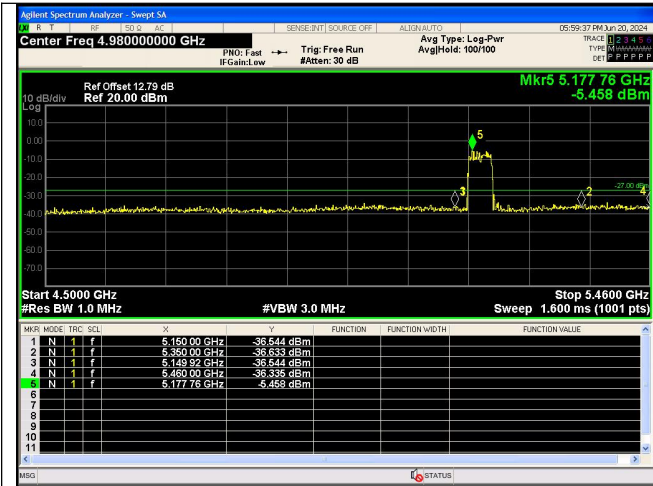 Agilent Spectrum Analyzer - Swept SA
R T RF 50 Ω AC SENSE:INT SOURCE OFF ALIGN AUTO 05:59:37 PM Jun 20, 2024
Center Freq 4.980000000 GHz
PNO: Fast
IFGain:Low
Trig: Free Run
#Atten: 30 dB
Avg Type: Log-Pwr
Avg|Hold: 100/100
TRACE 1 2 3 4 5 6
TYPE M
DET P P P P P P
Mkr5 5.177 76 GHz
-5.458 dBm
10 dB/div
Log
Ref Offset 12.79 dB
Ref 20.00 dBm
10.0
0.00
-10.0
-20.0
-30.0
-40.0
-50.0
-60.0
-70.0
5
-27.00 dBm
3
2
4
Start 4.5000 GHz Stop 5.4600 GHz
#Res BW 1.0 MHz #VBW 3.0 MHz Sweep 1.600 ms (1001 pts)
MKR MODE TRC SCL X Y FUNCTION FUNCTION WIDTH FUNCTION VALUE
1 N 1 f 5.150 00 GHz -36.544 dBm
2 N 1 f 5.350 00 GHz -36.633 dBm
3 N 1 f 5.149 92 GHz -36.544 dBm
4 N 1 f 5.460 00 GHz -36.335 dBm
5 N 1 f 5.177 76 GHz -5.458 dBm
6
7
8
9
10
11
MSG STATUS